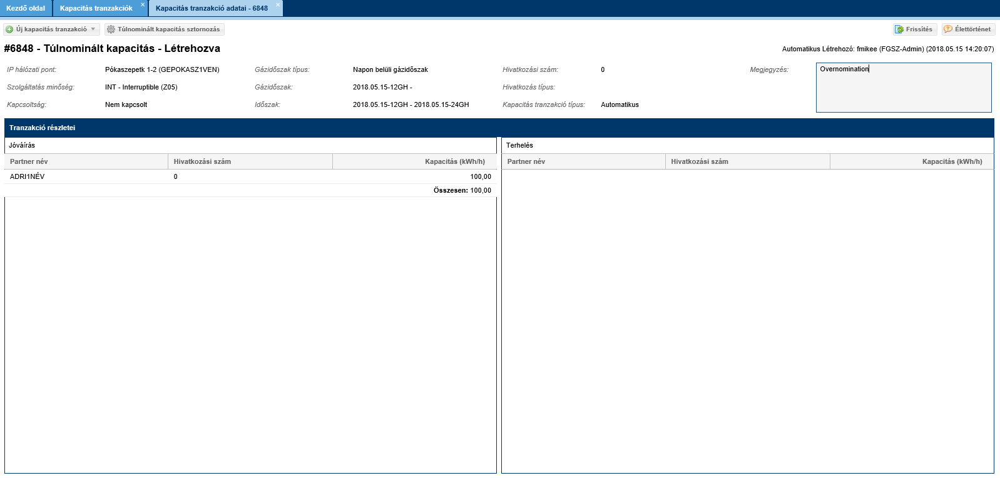 Kezdő oldal Kapacitás tranzakciók Kapacitás tranzakció adatai - 6848
Új kapacitás tranzakció Túlnominált kapacitás sztornozás Frissítés Élettörténet
#6848 - Túlnominált kapacitás - Létrehozva Automatikus Létrehozó: fmikee (FGSZ-Admin) (2018.05.15 14:20:07)
IP hálózati pont: Pókaszepetk 1-2 (GEPOKASZ1VEN) Gázidőszak típus: Napon belüli gázidőszak Hivatkozási szám: 0 Megjegyzés: Overnomination
Szolgáltatás minőség: INT - Interruptible (Z05) Gázidőszak: 2018.05.15-12GH - Hivatkozás típus:
Kapcsoltság: Nem kapcsolt Időszak: 2018.05.15-12GH - 2018.05.15-24GH Kapacitás tranzakció típus: Automatikus
Tranzakció részletei
Jóváírás Terhelés
Partner név Hivatkozási szám Kapacitás (kWh/h) Partner név Hivatkozási szám Kapacitás (kWh/h)
ADRI1NÉV 0 100,00
Összesen: 100,00